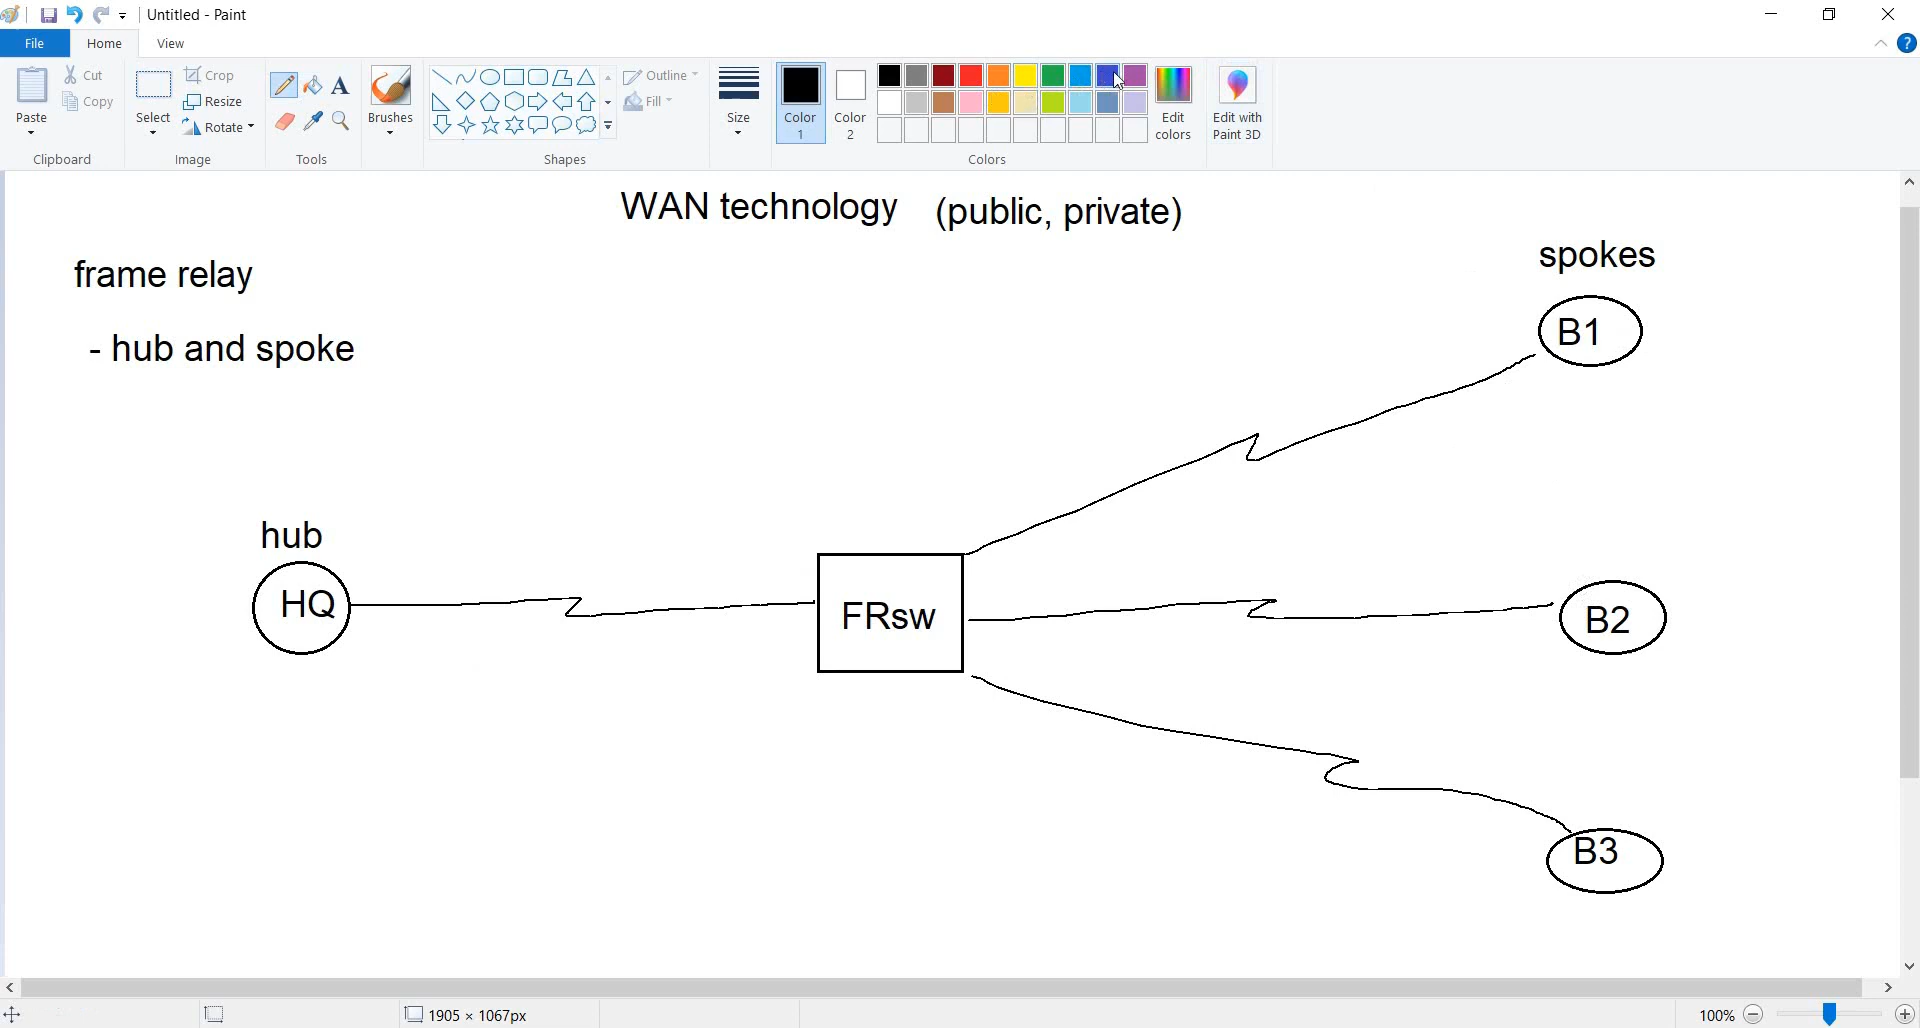 Untitled - Paint
File Home View
Paste Cut Copy Clipboard
Select Crop Resize Rotate Image
Tools
Brushes
Shapes
Outline Fill
Size
Color 1 Color 2 Edit colors Colors
Edit with Paint 3D
WAN technology (public, private)
frame relay
- hub and spoke
spokes
B1
hub
HQ
FRsw
B2
B3
1905 × 1067px
100%